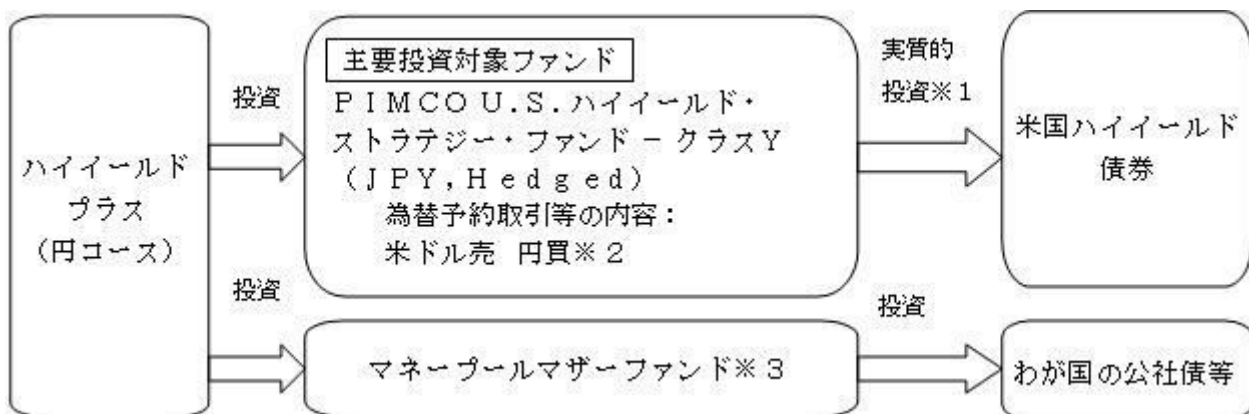 ハイイールド
プラス
（円コース）
投資
主要投資対象ファンド
ＰＩＭＣＯ Ｕ.Ｓ.ハイイールド・
ストラテジー・ファンド － クラスＹ
（ＪＰＹ,Ｈｅｄｇｅｄ）
為替予約取引等の内容：
米ドル売 円買※２
実質的
投資※１
米国ハイイールド
債券
投資
マネープールマザーファンド※３
投資
わが国の公社債等